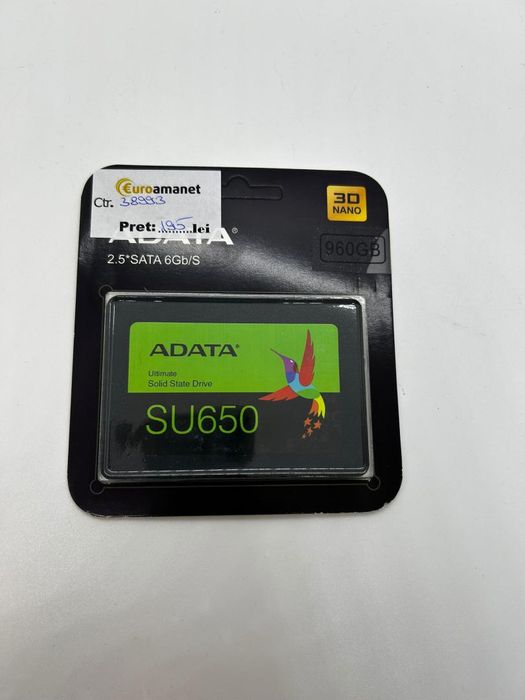 Euroamanet
Ctr. 38993
Pret: 195 lei
ADATA®
2.5"SATA 6Gb/S
3D
NANO
960GB
ADATA®
Ultimate
Solid State Drive
SU650